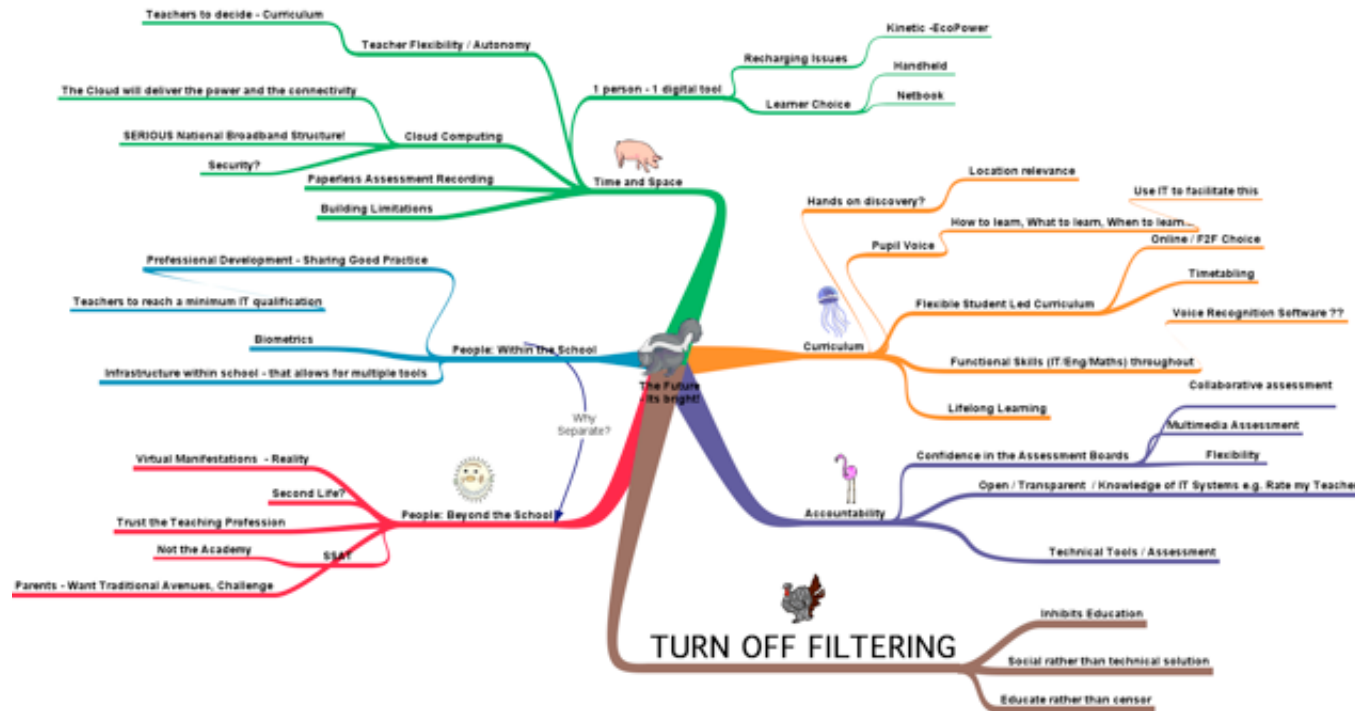 Teachers to decide - Curriculum
Teacher Flexibility / Autonomy
The Cloud will deliver the power and the connectivity
SERIOUS National Broadband Structure!
Cloud Computing
Security?
Paperless Assessment Recording
Building Limitations
Time and Space
1 person - 1 digital tool
Recharging Issues
Kinetic -EcoPower
Learner Choice
Handheld
Netbook
Location relevance
Hands on discovery?
Use IT to facilitate this
How to learn, What to learn, When to learn...
Pupil Voice
Online / F2F Choice
Timetabling
Flexible Student Led Curriculum
Voice Recognition Software ??
Curriculum
Functional Skills (IT/Eng/Maths) throughout
Lifelong Learning
Professional Development - Sharing Good Practice
Teachers to reach a minimum IT qualification
Biometrics
People: Within the School
Infrastructure within school - that allows for multiple tools
The Future
- Its bright!
Why
Separate?
Collaborative assessment
Multimedia Assessment
Confidence in the Assessment Boards
Flexibility
Open / Transparent / Knowledge of IT Systems e.g. Rate my Teacher
Accountability
Technical Tools / Assessment
Virtual Manifestations - Reality
Second Life?
People: Beyond the School
Trust the Teaching Profession
Not the Academy
SSAT
Parents - Want Traditional Avenues, Challenge
TURN OFF FILTERING
Inhibits Education
Social rather than technical solution
Educate rather than censor